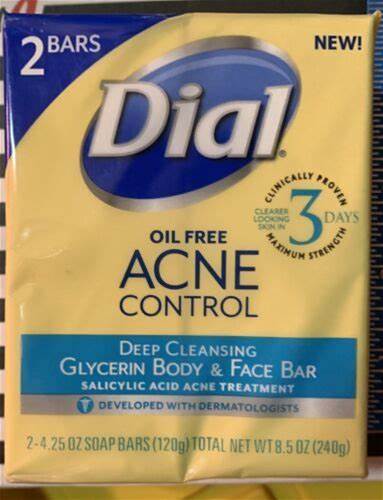 2 BARS
NEW!
Dial
CLINICALLY PROVEN
CLEARER
LOOKING
SKIN IN
3 DAYS
MAXIMUM STRENGTH
OIL FREE
ACNE
CONTROL
DEEP CLEANSING
GLYCERIN BODY & FACE BAR
SALICYLIC ACID ACNE TREATMENT
DEVELOPED WITH DERMATOLOGISTS
2-4.25 OZ SOAP BARS (120g) TOTAL NET WT 8.5 OZ (240g)